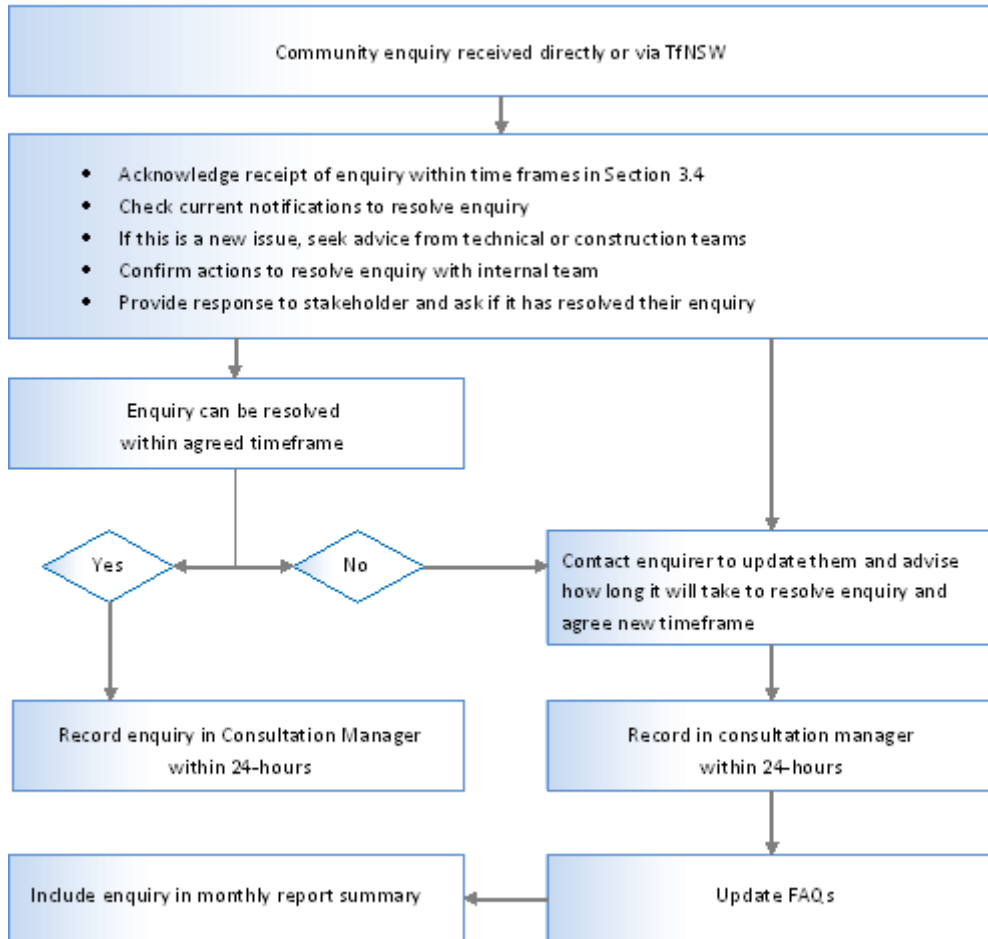 Community enquiry received directly or via TfNSW
• Acknowledge receipt of enquiry within time frames in Section 3.4
• Check current notifications to resolve enquiry
• If this is a new issue, seek advice from technical or construction teams
• Confirm actions to resolve enquiry with internal team
• Provide response to stakeholder and ask if it has resolved their enquiry
Enquiry can be resolved
within agreed timeframe
Yes
No
Contact enquirer to update them and advise
how long it will take to resolve enquiry and
agree new timeframe
Record enquiry in Consultation Manager
within 24-hours
Record in consultation manager
within 24-hours
Include enquiry in monthly report summary
Update FAQs